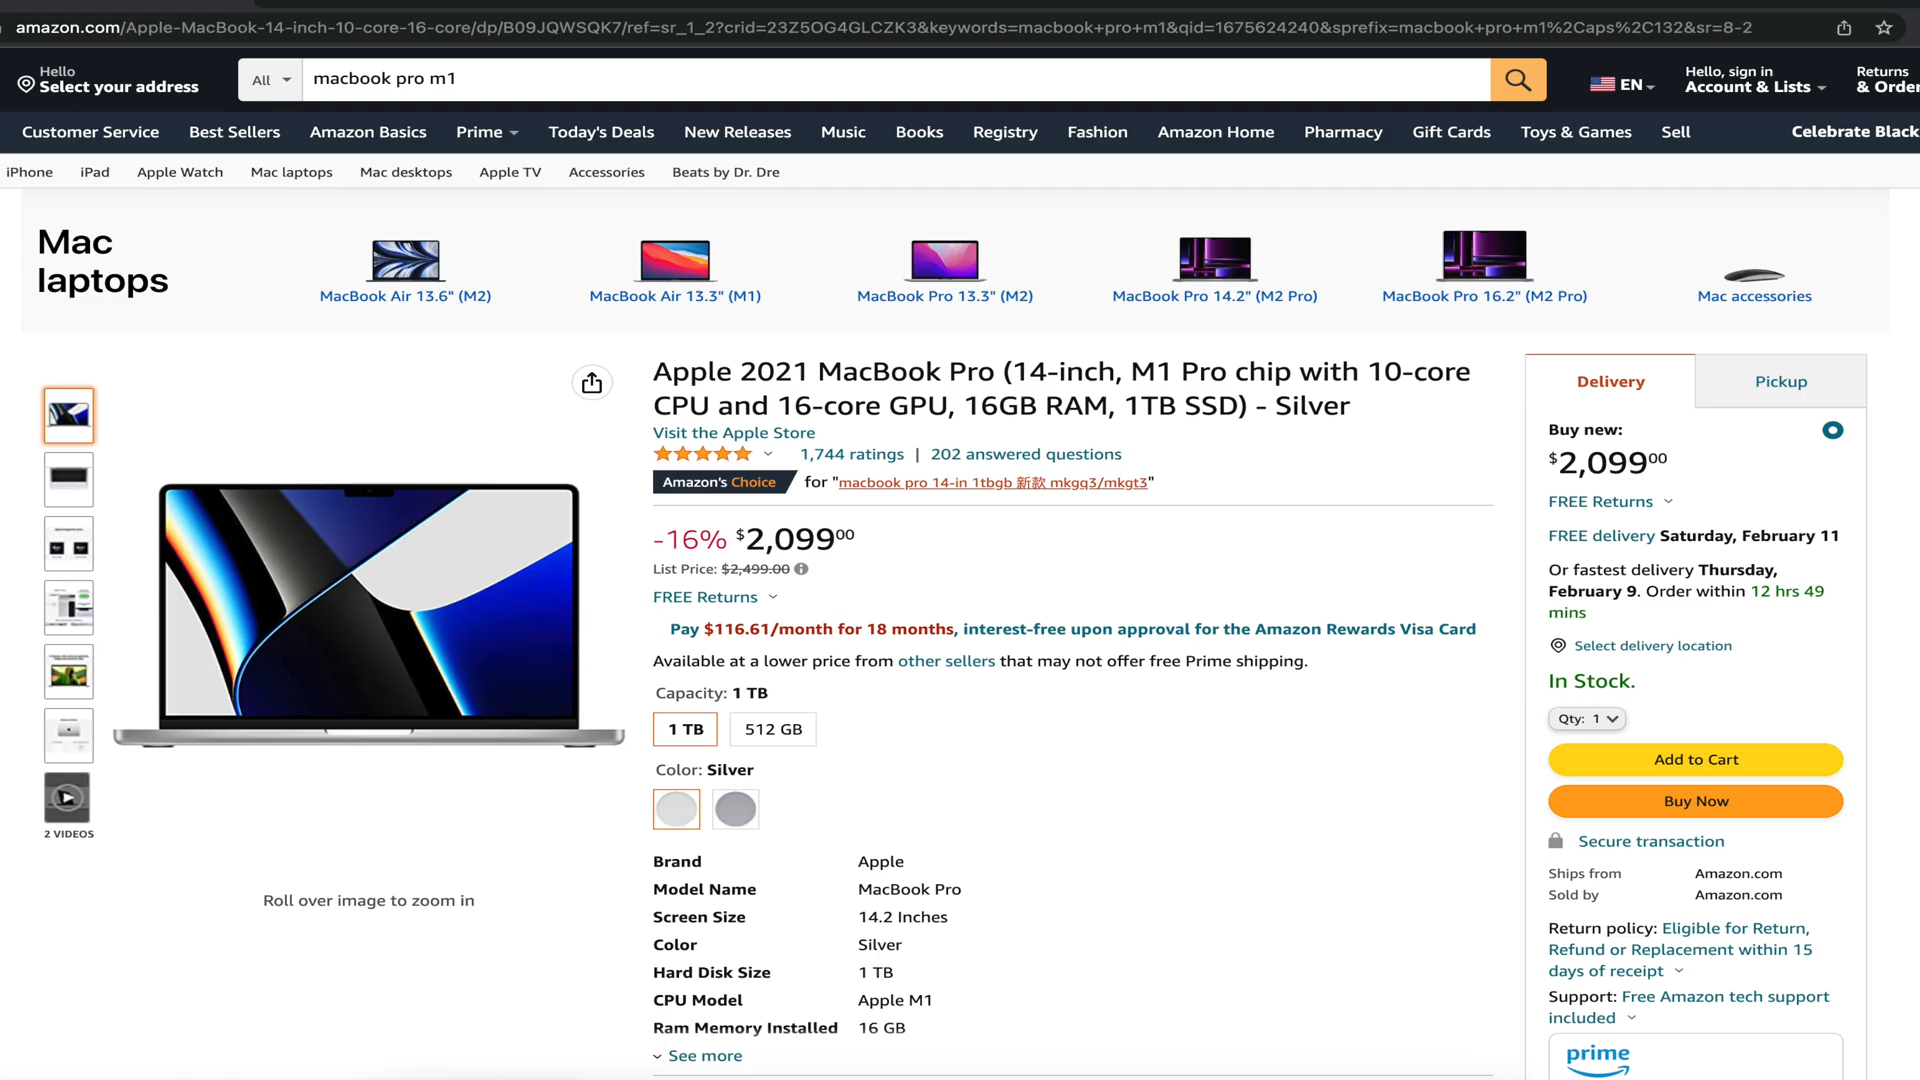 amazon.com/Apple-MacBook-14-inch-10-core-16-core/dp/B09JQWSQK7/ref=sr_1_2?crid=23Z5OG4GLCZK3&keywords=macbook+pro+m1&qid=1675624240&sprefix=macbook+pro+m1%2Caps%2C132&sr=8-2
Hello
Select your address
All
macbook pro m1
EN
Hello, sign in
Account & Lists
Returns
& Order
Customer Service
Best Sellers
Amazon Basics
Prime
Today's Deals
New Releases
Music
Books
Registry
Fashion
Amazon Home
Pharmacy
Gift Cards
Toys & Games
Sell
Celebrate Black
iPhone
iPad
Apple Watch
Mac laptops
Mac desktops
Apple TV
Accessories
Beats by Dr. Dre
Mac
laptops
MacBook Air 13.6" (M2)
MacBook Air 13.3" (M1)
MacBook Pro 13.3" (M2)
MacBook Pro 14.2" (M2 Pro)
MacBook Pro 16.2" (M2 Pro)
Mac accessories
2 VIDEOS
Roll over image to zoom in
Apple 2021 MacBook Pro (14-inch, M1 Pro chip with 10-core
CPU and 16-core GPU, 16GB RAM, 1TB SSD) - Silver
Visit the Apple Store
1,744 ratings | 202 answered questions
Amazon's Choice for "macbook pro 14-in 1tbgb 新款 mkgq3/mkgt3"
-16% $2,09900
List Price: $2,499.00
FREE Returns
Pay $116.61/month for 18 months, interest-free upon approval for the Amazon Rewards Visa Card
Available at a lower price from other sellers that may not offer free Prime shipping.
Capacity: 1 TB
1 TB
512 GB
Color: Silver
Brand Apple
Model Name MacBook Pro
Screen Size 14.2 Inches
Color Silver
Hard Disk Size 1 TB
CPU Model Apple M1
Ram Memory Installed 16 GB
See more
Delivery
Pickup
Buy new:
$2,09900
FREE Returns
FREE delivery Saturday, February 11
Or fastest delivery Thursday,
February 9. Order within 12 hrs 49
mins
Select delivery location
In Stock.
Qty: 1
Add to Cart
Buy Now
Secure transaction
Ships from Amazon.com
Sold by Amazon.com
Return policy: Eligible for Return,
Refund or Replacement within 15
days of receipt
Support: Free Amazon tech support
included
prime